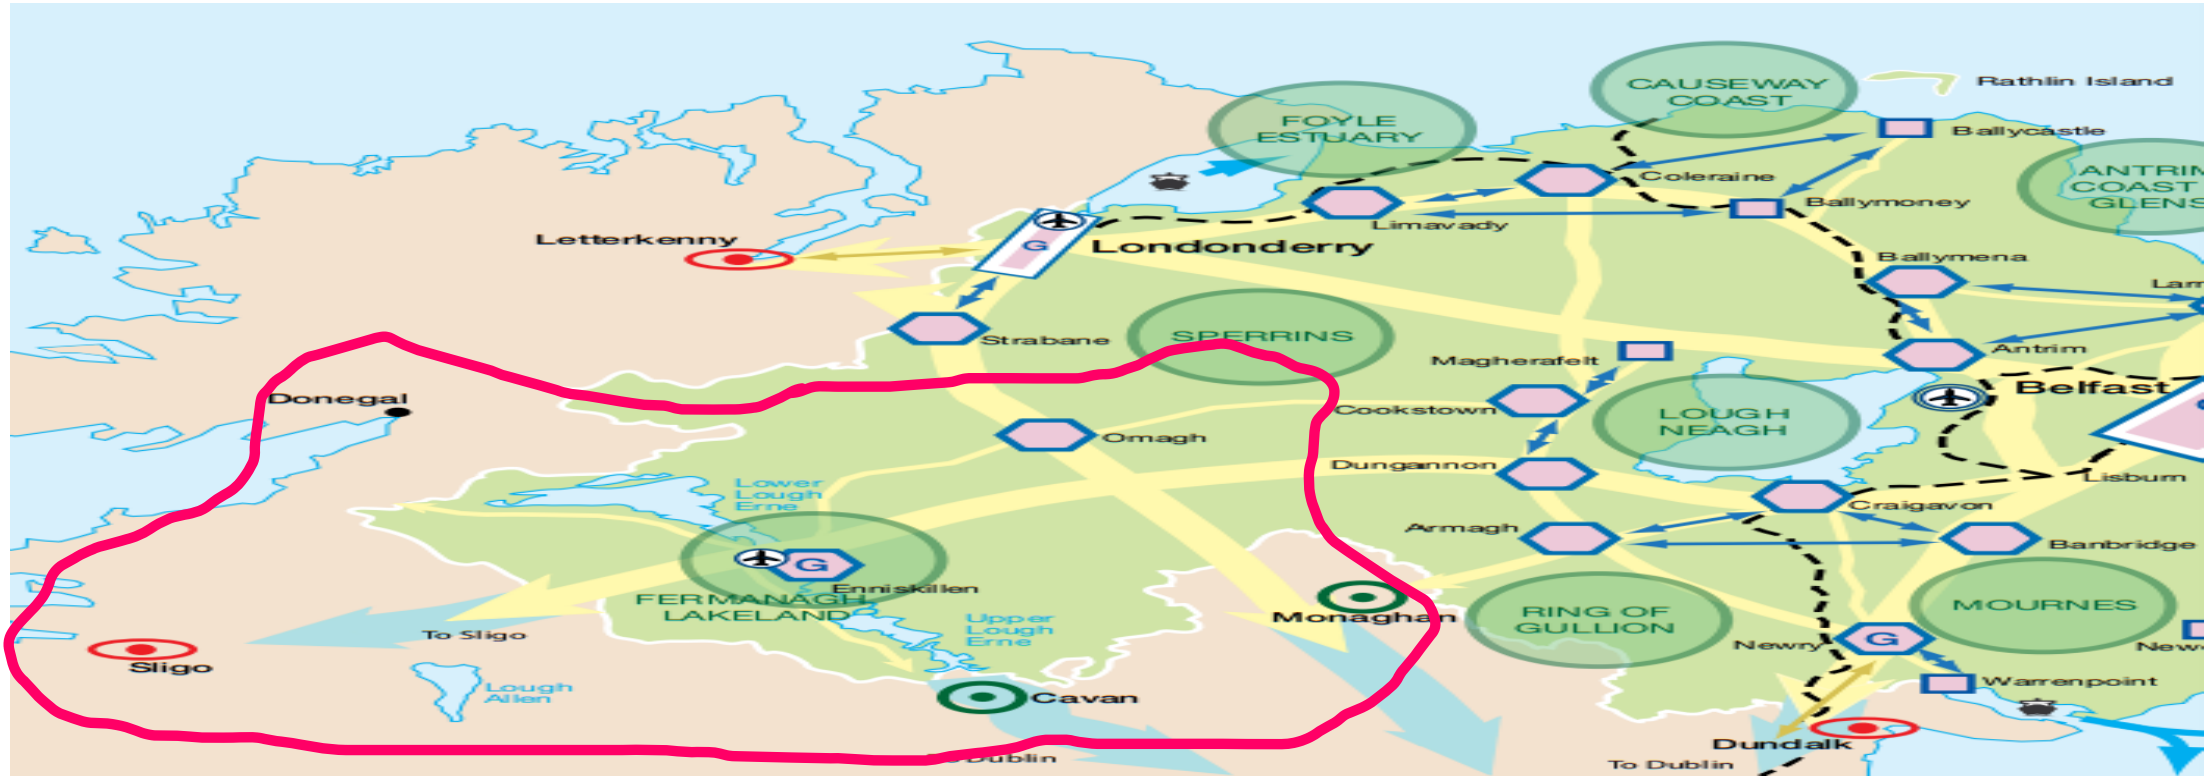 CAUSEWAY
COAST
Rathlin Island
FOYLE
ESTUARY
Ballycastle
ANTRIM
COAST
GLENS
Coleraine
Ballymoney
Limavady
Letterkenny
G
Londonderry
Ballymena
SPERRINS
Strabane
Magherafelt
Antrim
Belfast
Donegal
Cookstown
LOUGH
NEAGH
Omagh
Dungannon
Lisburn
Lower
Lough
Erne
Craigavon
Armagh
Banbridge
G
Enniskillen
FERMANAGH
LAKELAND
Upper
Lough
Erne
Monaghan
RING OF
GULLION
MOURNES
To Sligo
Sligo
Newry
G
Lough
Allen
Cavan
Warrenpoint
Dundalk
Dublin
To Dublin